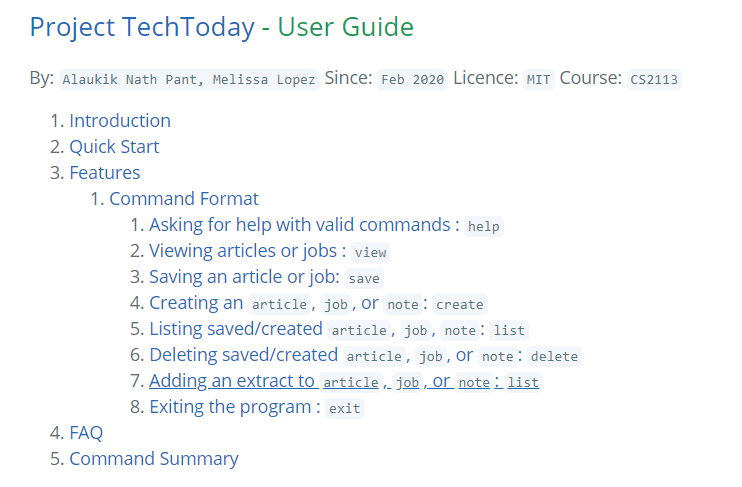 Project TechToday - User Guide
By: Alaukik Nath Pant, Melissa Lopez Since: Feb 2020 Licence: MIT Course: CS2113
1. Introduction
2. Quick Start
3. Features
1. Command Format
1. Asking for help with valid commands : help
2. Viewing articles or jobs : view
3. Saving an article or job: save
4. Creating an article, job, or note: create
5. Listing saved/created article, job, note: list
6. Deleting saved/created article, job, or note: delete
7. Adding an extract to article, job, or note: list
8. Exiting the program : exit
4. FAQ
5. Command Summary